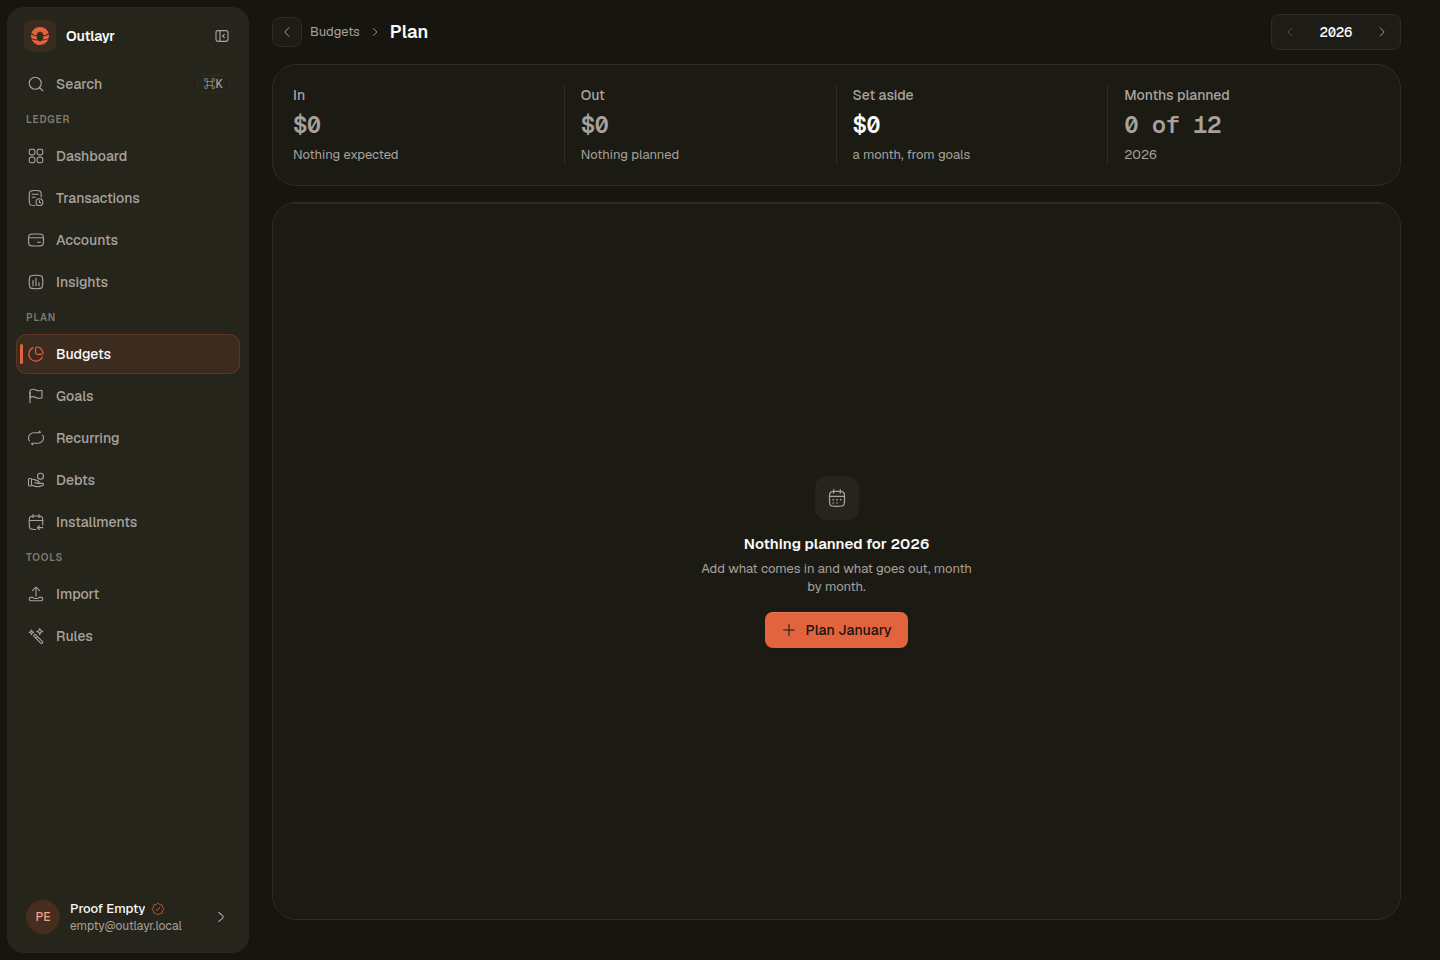 Outlayr
Search ⌘K
LEDGER
Dashboard
Transactions
Accounts
Insights
PLAN
Budgets
Goals
Recurring
Debts
Installments
TOOLS
Import
Rules
PE
Proof Empty
empty@outlayr.local
Budgets Plan
2026
In
$0
Nothing expected
Out
$0
Nothing planned
Set aside
$0
a month, from goals
Months planned
0 of 12
2026
Nothing planned for 2026
Add what comes in and what goes out, month
by month.
Plan January